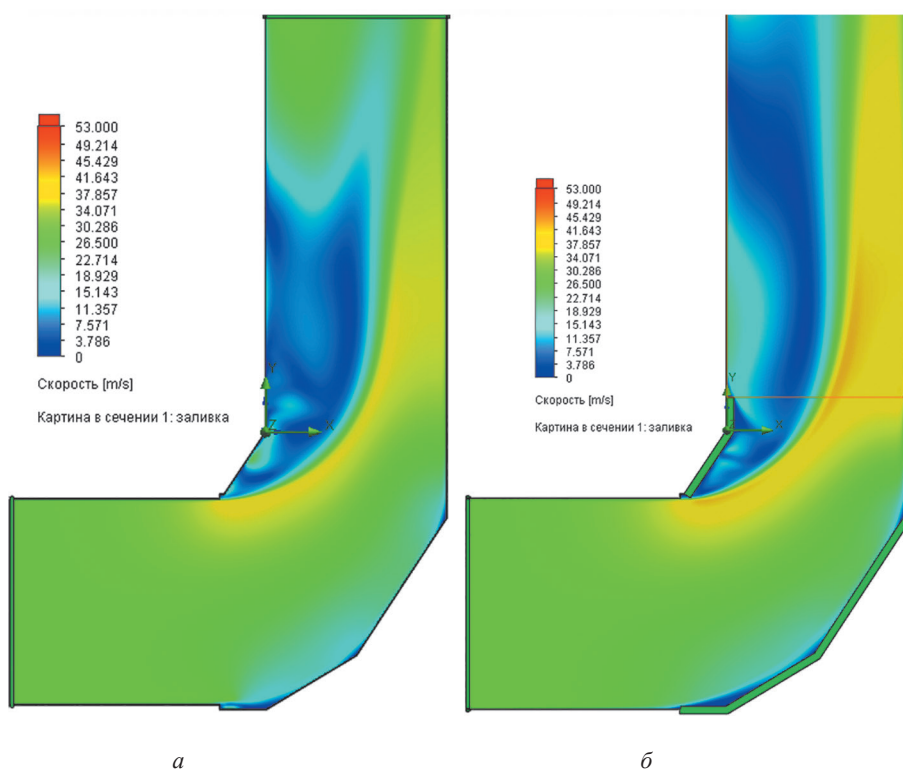 53.000
49.214
45.429
41.643
37.857
34.071
30.286
26.500
22.714
18.929
15.143
11.357
7.571
3.786
0
Скорость [m/s]
Картина в сечении 1: заливка
Y
Z
X
53.000
49.214
45.429
41.643
37.857
34.071
30.286
26.500
22.714
18.929
15.143
11.357
7.571
3.786
0
Скорость [m/s]
Картина в сечении 1: заливка
Y
X
а
б